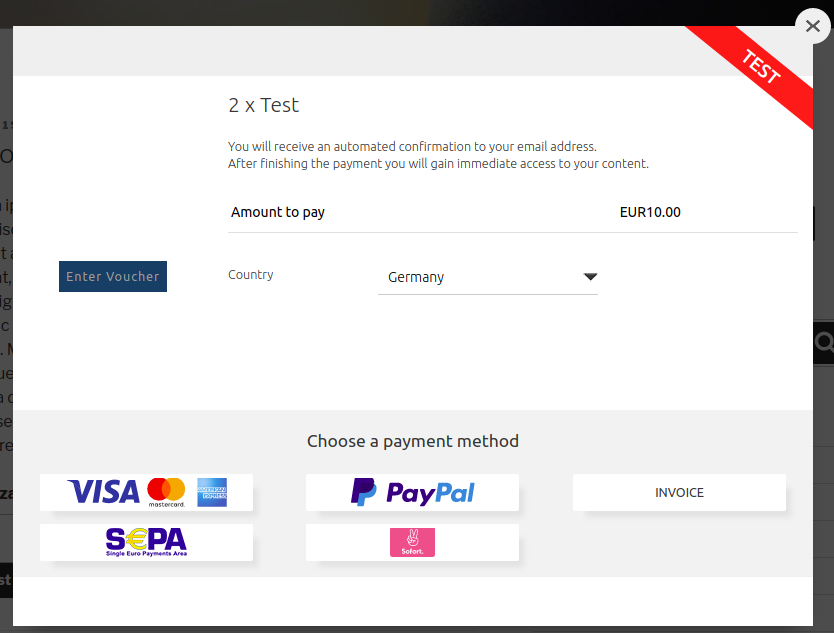 TEST
2 x Test
You will receive an automated confirmation to your email address.
After finishing the payment you will gain immediate access to your content.
Amount to pay EUR10.00
Enter Voucher
Country Germany
Choose a payment method
VISA mastercard. AMERICAN EXPRESS
PayPal
INVOICE
S€PA
Single Euro Payments Area
Sofort.